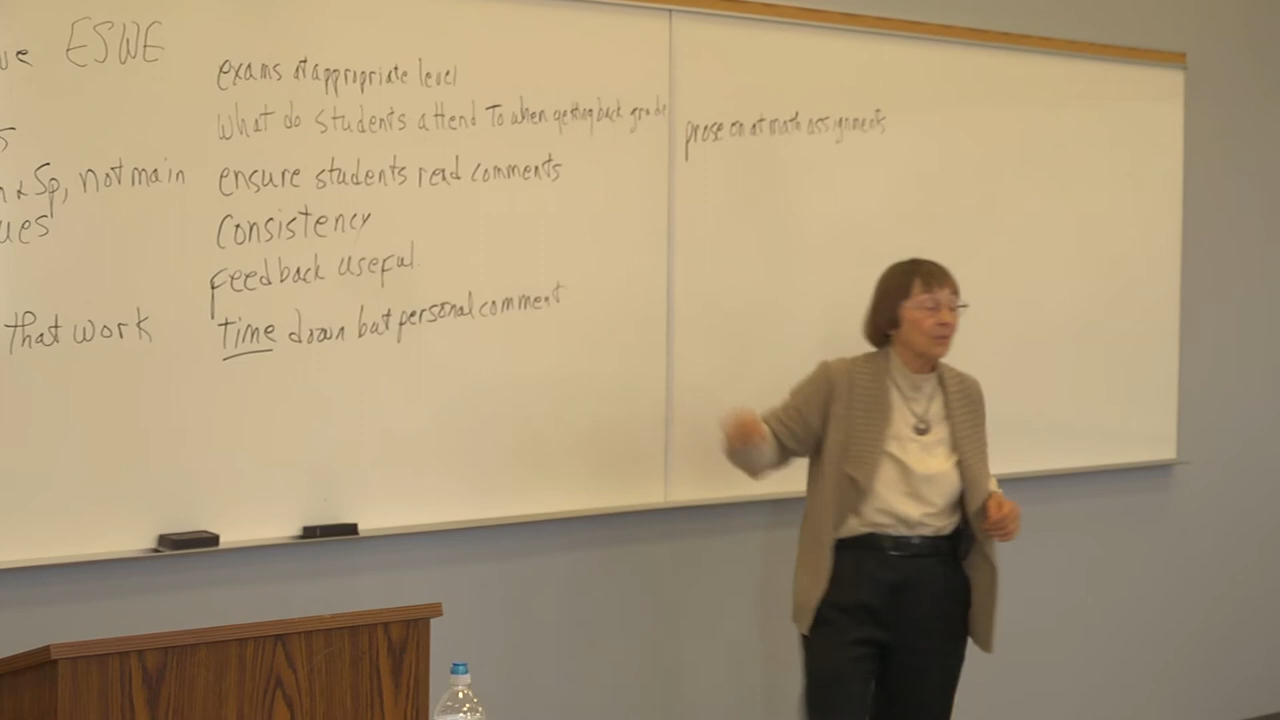 ESWE
n & Sp, not main
ues
that work
exams at appropriate level
What do students attend to when getting back grade
ensure students read comments
Consistency
feedback useful.
time down but personal comment
prose on at math assignments